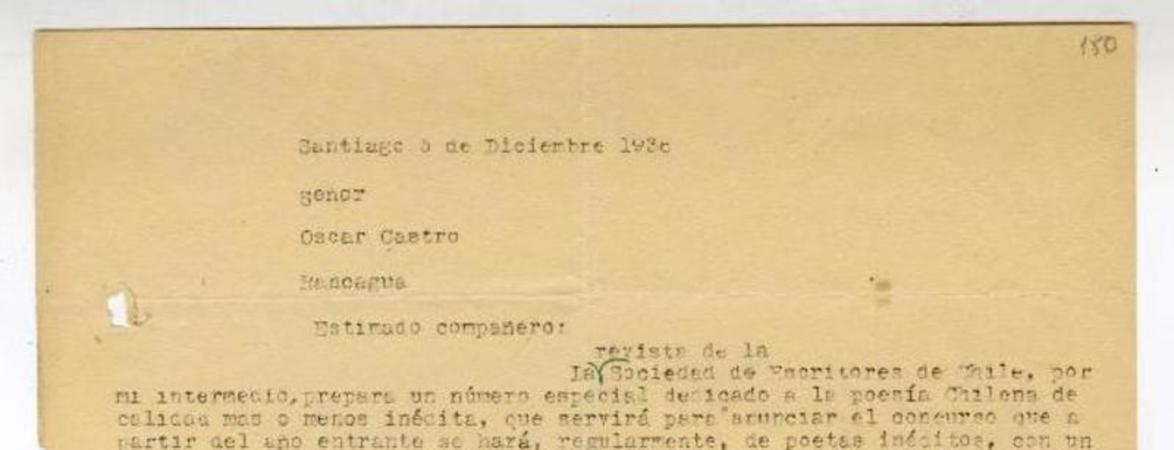 180
Santiago 5 de Diciembre 1936
Señor
Oscar Castro
Rancagua
Estimado compañero:
revista de la
La Sociedad de Escritores de Chile, por
mi intermedio, prepara un número especial dedicado a la poesía Chilena de
calidad mas o menos inédita, que servirá para anunciar el concurso que a
partir del año entrante se hará, regularmente, de poetas inéditos, con un